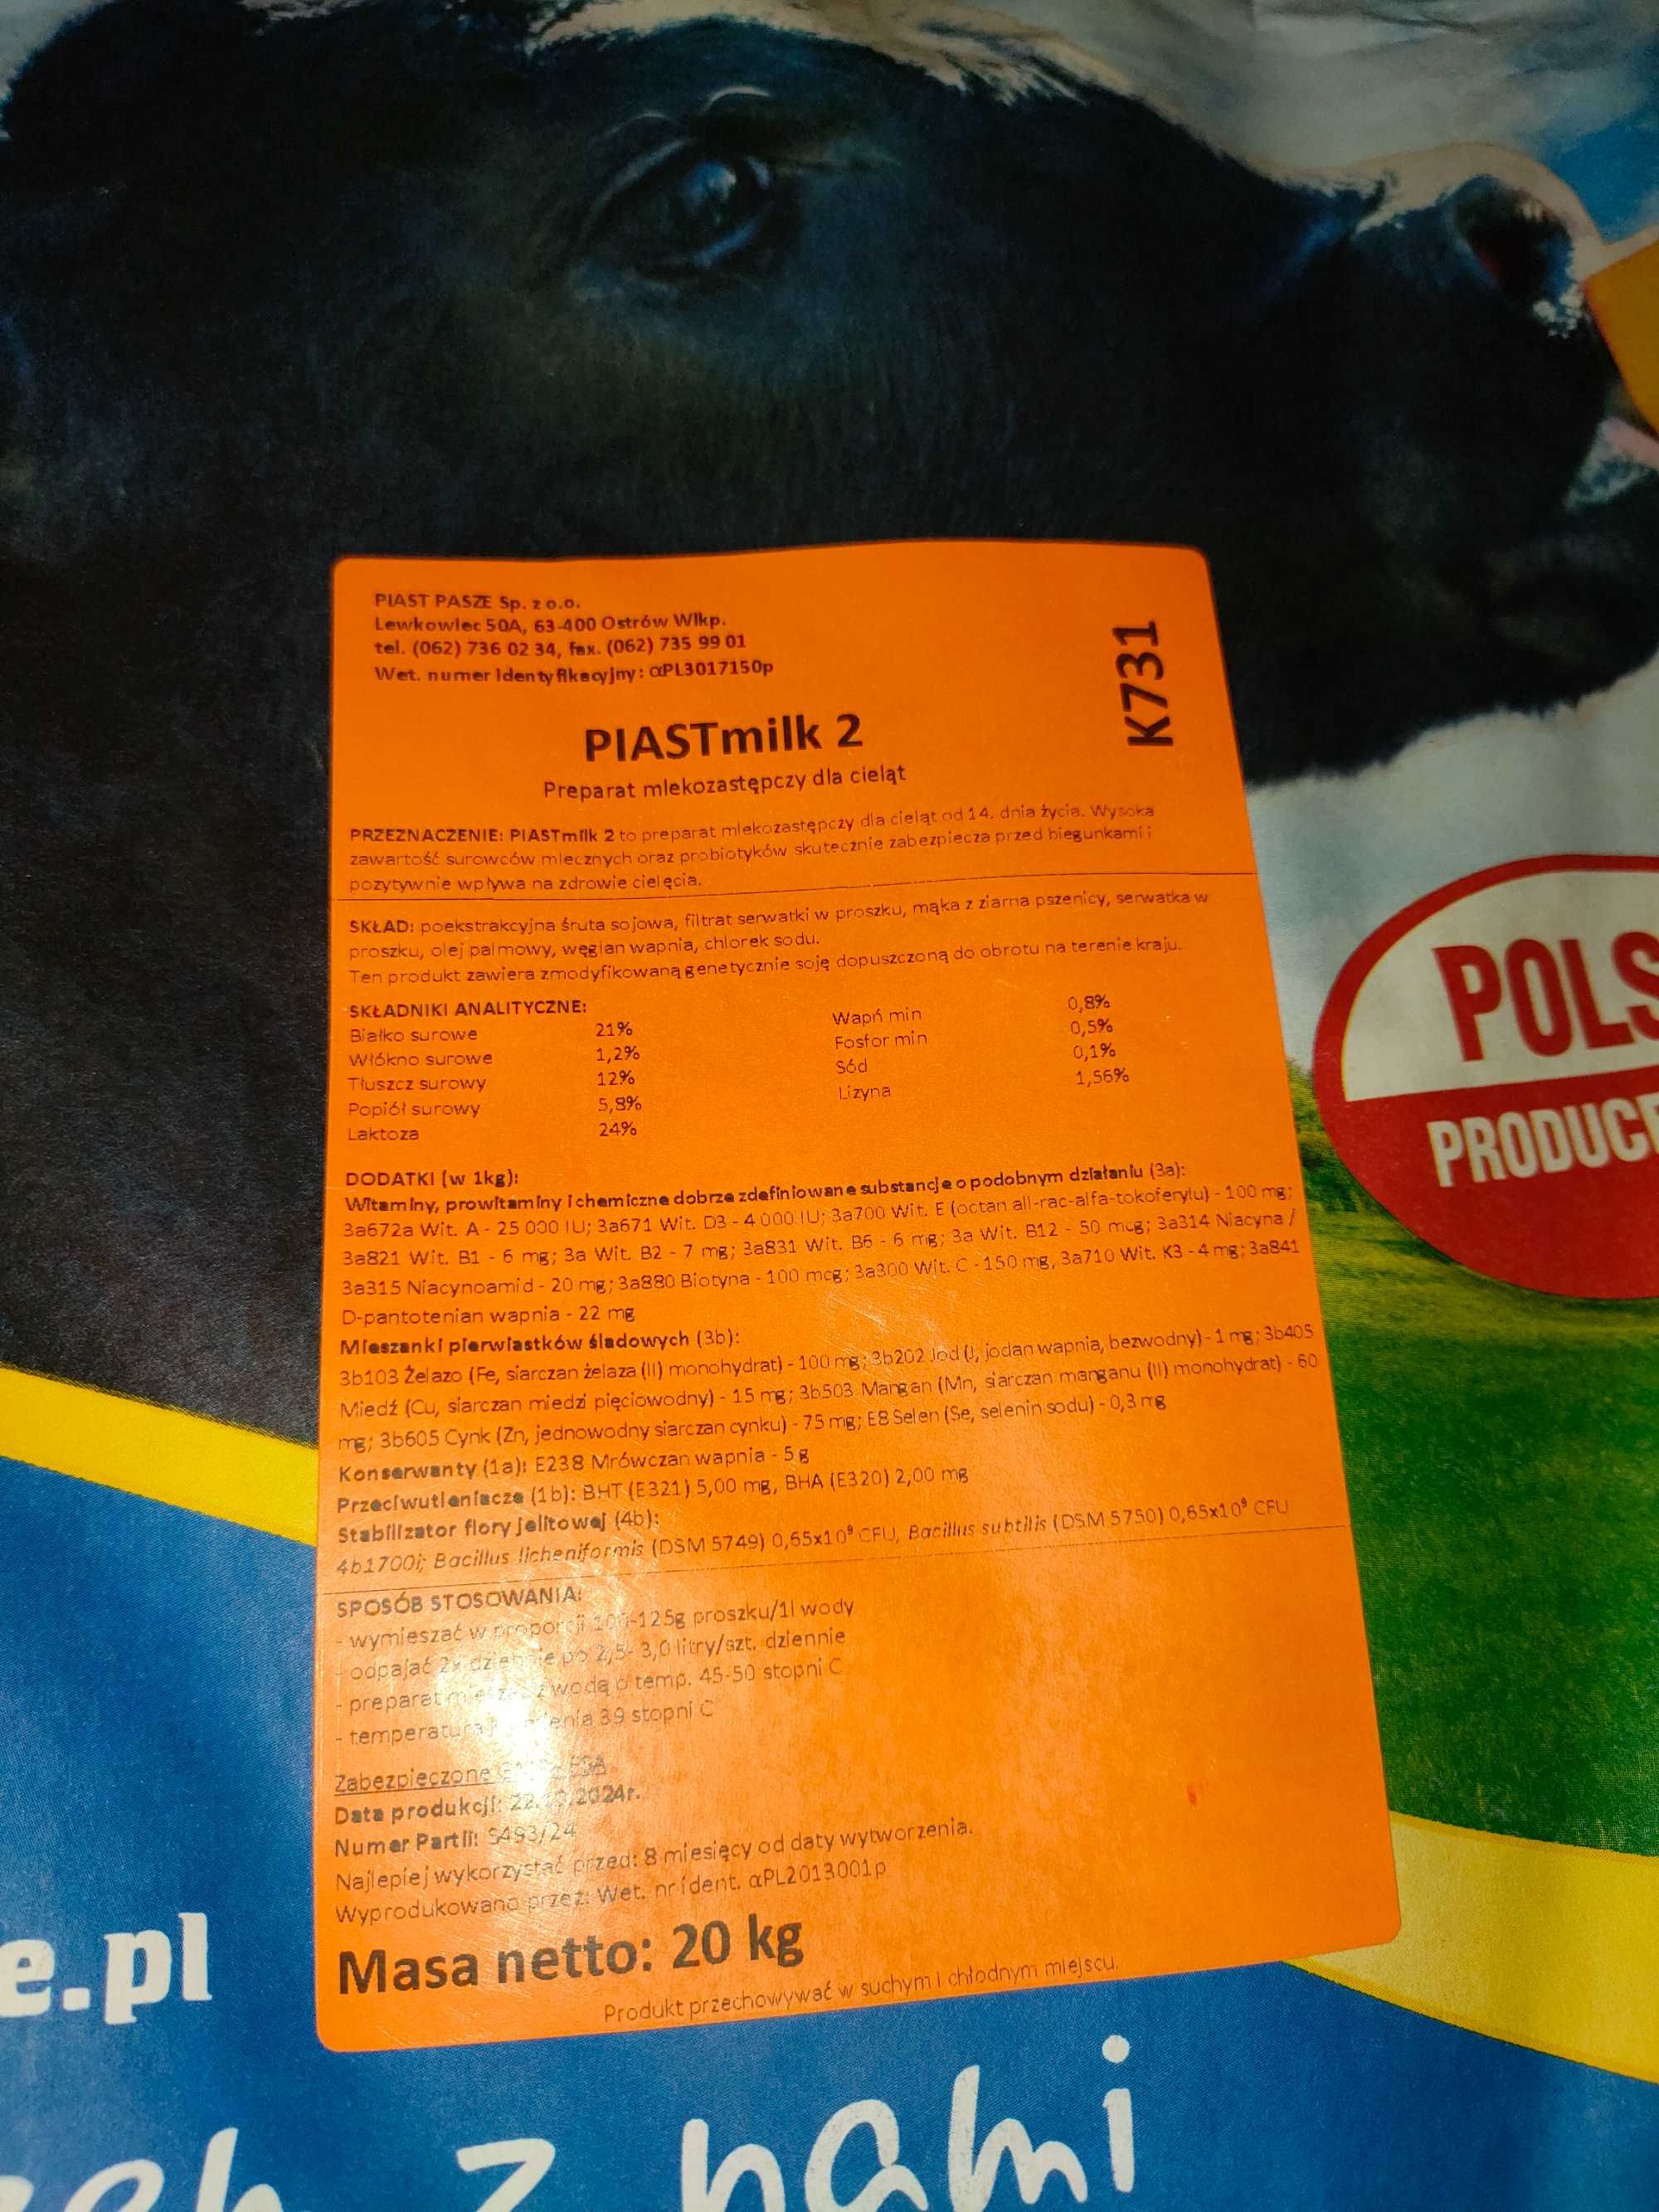 PIAST PASZE Sp. z o.o.
Lewkowiec 50A, 63-400 Ostrów Wlkp.
tel. (062) 736 02 34, fax. (062) 735 99 01
Wet. numer Identyfikacyjny: αPL3017150p
K731
PIASTmilk 2
Preparat mlekozastępczy dla cieląt
PRZEZNACZENIE: PIASTmilk 2 to preparat mlekozastępczy dla cieląt od 14. dnia życia. Wysoka
zawartość surowców mlecznych oraz probiotyków skutecznie zabezpiecza przed biegunkami i
pozytywnie wpływa na zdrowie cielęcia.
SKŁAD: poekstrakcyjna śruta sojowa, filtrat serwatki w proszku, mąka z ziarna pszenicy, serwatka w
proszku, olej palmowy, węglan wapnia, chlorek sodu.
Ten produkt zawiera zmodyfikowaną genetycznie soję dopuszczoną do obrotu na terenie kraju.
SKŁADNIKI ANALITYCZNE:
Białko surowe 21% Wapń min 0,8%
Włókno surowe 1,2% Fosfor min 0,5%
Tłuszcz surowy 12% Sód 0,1%
Popiół surowy 5,8% Lizyna 1,56%
Laktoza 24%
DODATKI (w 1kg):
Witaminy, prowitaminy i chemiczne dobrze zdefiniowane substancje o podobnym działaniu (3a):
3a672a Wit. A - 25 000 IU; 3a671 Wit. D3 - 4 000 IU; 3a700 Wit. E (octan all-rac-alfa-tokoferylu) - 100 mg;
3a821 Wit. B1 - 6 mg; 3a Wit. B2 - 7 mg; 3a831 Wit. B6 - 6 mg; 3a Wit. B12 - 50 mcg; 3a314 Niacyna /
3a315 Niacynoamid - 20 mg; 3a880 Biotyna - 100 mcg; 3a300 Wit. C - 150 mg, 3a710 Wit. K3 - 4 mg; 3a841
D-pantotenian wapnia - 22 mg
Mieszanki pierwiastków śladowych (3b):
3b103 Żelazo (Fe, siarczan żelaza (II) monohydrat) - 100 mg; 3b202 Jod (J, jodan wapnia, bezwodny) - 1 mg; 3b405
Miedź (Cu, siarczan miedzi pięciowodny) - 15 mg; 3b503 Mangan (Mn, siarczan manganu (II) monohydrat) - 60
mg; 3b605 Cynk (Zn, jednowodny siarczan cynku) - 75 mg; E8 Selen (Se, selenin sodu) - 0,3 mg
Konserwanty (1a): E238 Mrówczan wapnia - 5 g
Przeciwutleniacze (1b): BHT (E321) 5,00 mg, BHA (E320) 2,00 mg
Stabilizator flory jelitowej (4b):
4b1700i; Bacillus licheniformis (DSM 5749) 0,65x10⁹ CFU, Bacillus subtilis (DSM 5750) 0,65x10⁹ CFU
SPOSÓB STOSOWANIA:
- wymieszać w proporcji 100-125g proszku/1l wody
- odpajać 2x dziennie po 2,5- 3,0 litry/szt. dziennie
- preparat z wodą o temp. 45-50 stopni C
- temperatura 39 stopni C
Zabezpieczone
Data produkcji: 2024r.
Numer Partii: S493/24
Najlepiej wykorzystać przed: 8 miesięcy od daty wytworzenia.
Wyprodukowano przez: Wet. nr ident. αPL2013001p
Masa netto: 20 kg
Produkt przechowywać w suchym i chłodnym miejscu.
POLS
PRODUC
e.pl
z nami